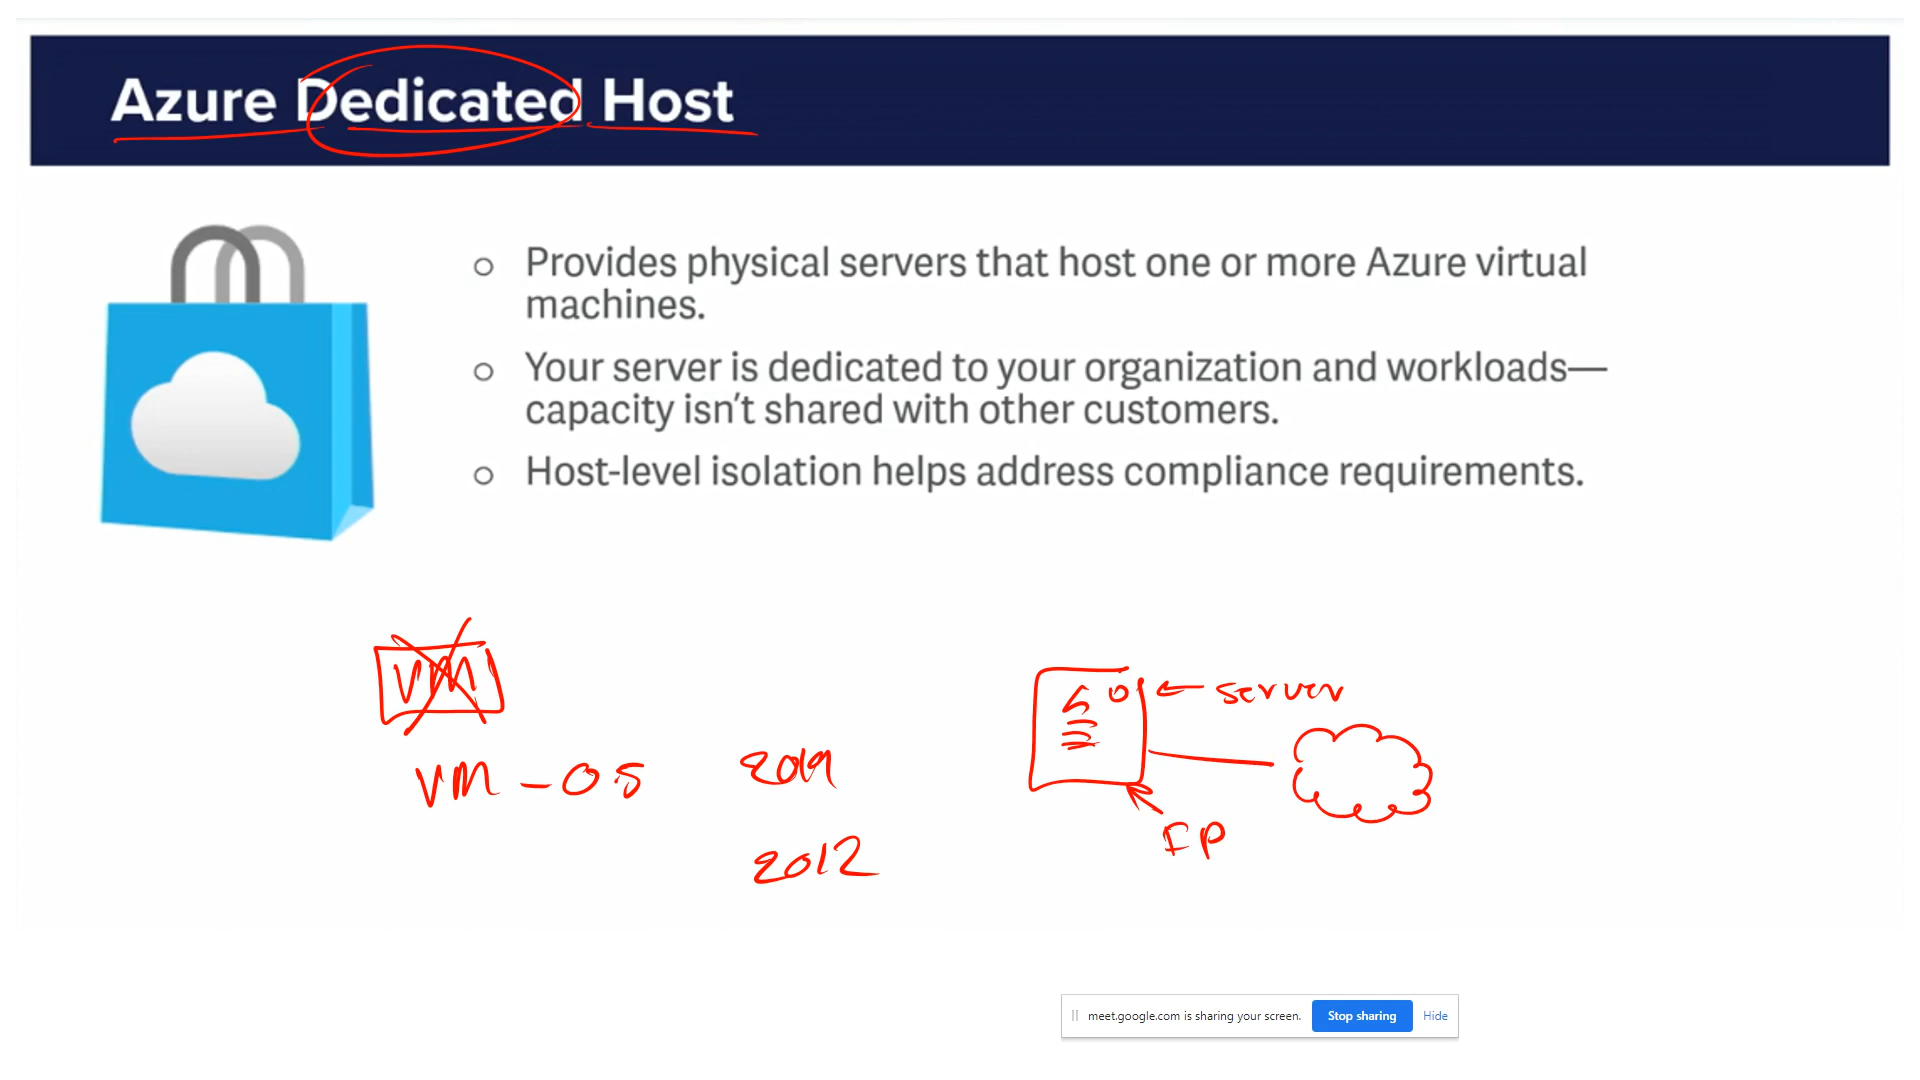 Azure Dedicated Host
Provides physical servers that host one or more Azure virtual
machines.
Your server is dedicated to your organization and workloads—
capacity isn't shared with other customers.
Host-level isolation helps address compliance requirements.
VM
VM - OS
2019
2012
server
IP
meet.google.com is sharing your screen.
Stop sharing
Hide